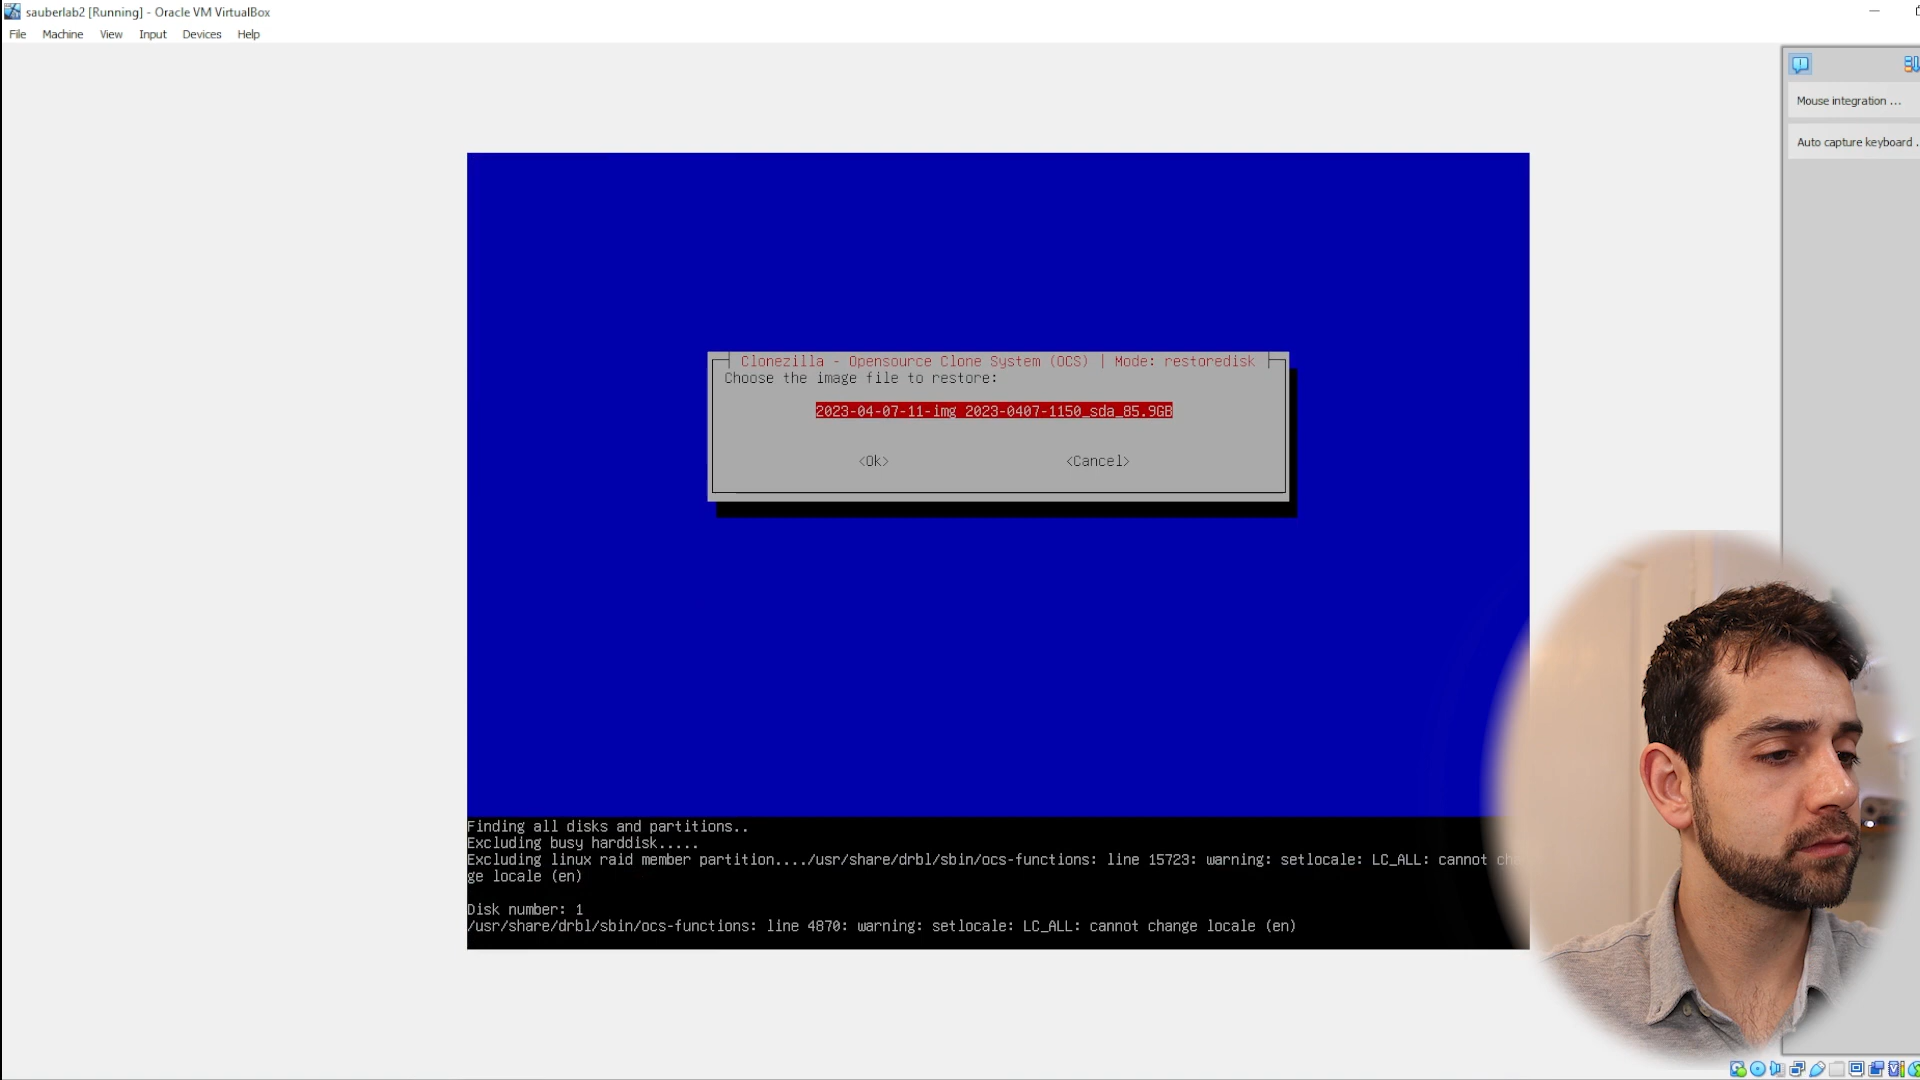 sauberlab2 [Running] - Oracle VM VirtualBox
File Machine View Input Devices Help
Mouse integration ...
Auto capture keyboard .
Clonezilla - Opensource Clone System (OCS) | Mode: restoredisk
Choose the image file to restore:
2023-04-07-11-img 2023-0407-1150_sda_85.9GB
<Ok> <Cancel>
Finding all disks and partitions..
Excluding busy harddisk.....
Excluding linux raid member partition..../usr/share/drbl/sbin/ocs-functions: line 15723: warning: setlocale: LC_ALL: cannot
ge locale (en)
Disk number: 1
/usr/share/drbl/sbin/ocs-functions: line 4870: warning: setlocale: LC_ALL: cannot change locale (en)